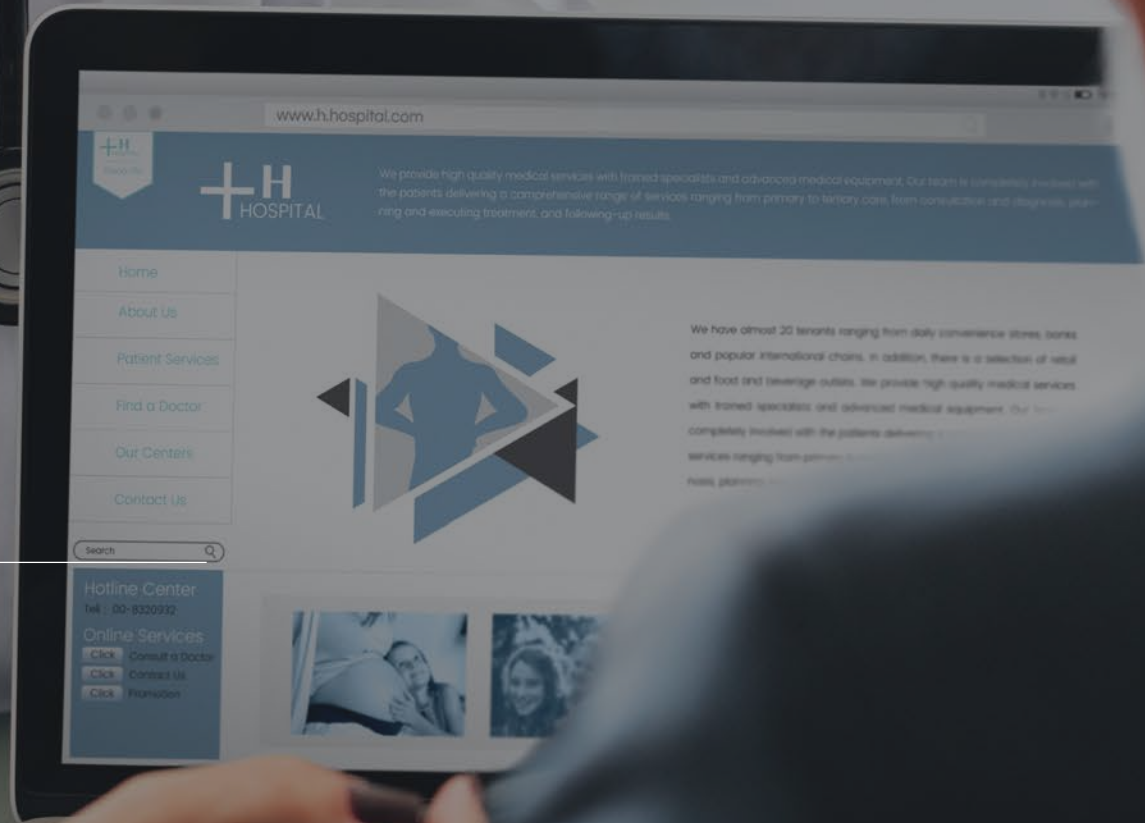 www.h.hospital.com
H
HOSPITAL
We provide high quality medical services with trained specialists and advanced medical equipment. Our team is completely involved with
the patients delivering a comprehensive range of services ranging from primary to tertiary care, from consultation and diagnosis, plan-
ning and executing treatment, and following-up results.
Home
About Us
Patient Services
Find a Doctor
Our Centers
Contact Us
Search
Hotline Center
Tel : 00-8320932
Online Services
Click Consult a Doctor
Click Contact Us
Click Promotion
We have almost 20 tenants ranging from daily convenience stores, banks
and popular international chains. In addition, there is a selection of retail
and food and beverage outlets. We provide high quality medical services
with trained specialists and advanced medical equipment. Our
completely involved with the patients delivering
services ranging from primary
nosis, planning